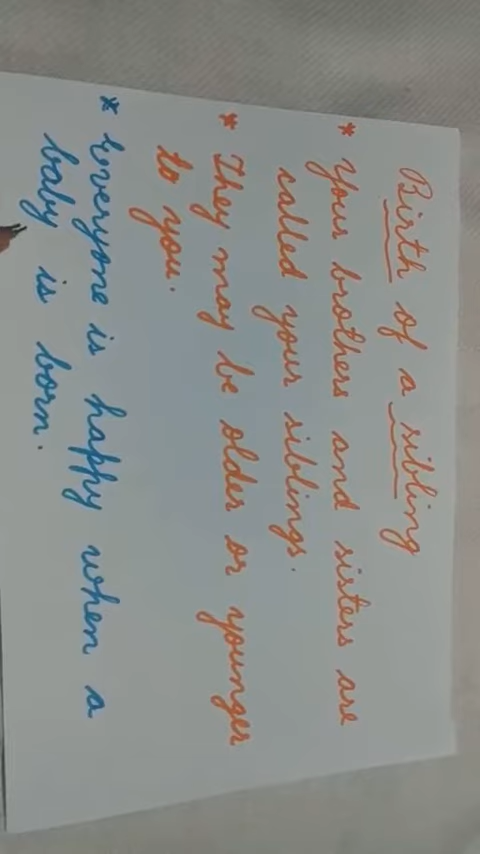 Birth of a sibling
* Your brothers and sisters are
called your siblings.
* They may be older or younger
to you.
* Everyone is happy when a
baby is born.